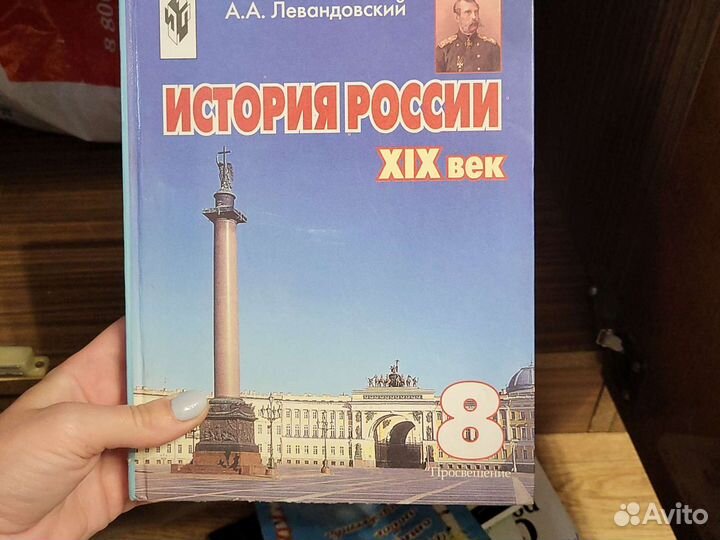 А.А. Левандовский
ИСТОРИЯ РОССИИ
XIX век
8
Просвещение
Avito